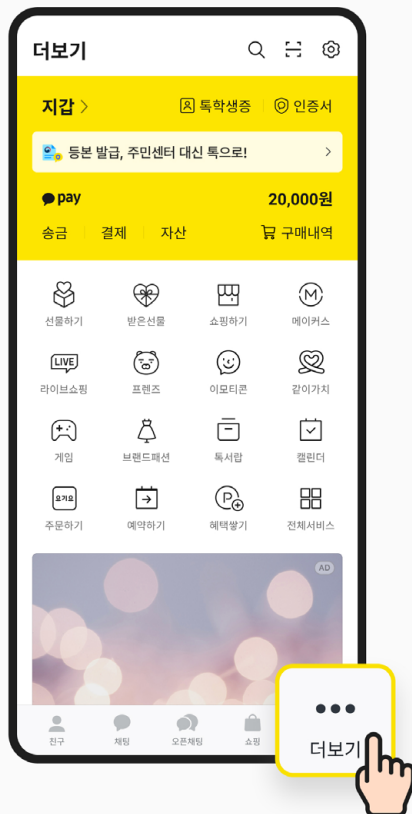 더보기
지갑 >
톡학생증
인증서
등본 발급, 주민센터 대신 톡으로! >
pay
20,000원
송금 결제 자산
구매내역
선물하기 받은선물 쇼핑하기 메이커스
LIVE
라이브쇼핑 프렌즈 이모티콘 같이가치
게임 브랜드패션 톡서랍 캘린더
요기요
주문하기 예약하기 혜택쌓기 전체서비스
AD
친구 채팅 오픈채팅 쇼핑
더보기